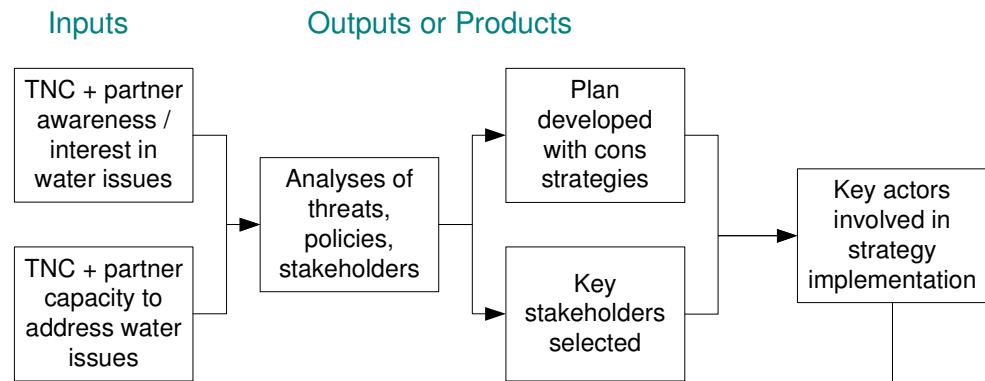 Inputs
Outputs or Products
TNC + partner
awareness /
interest in
water issues
TNC + partner
capacity to
address water
issues
Analyses of
threats,
policies,
stakeholders
Plan
developed
with cons
strategies
Key
stakeholders
selected
Key actors
involved in
strategy
implementation